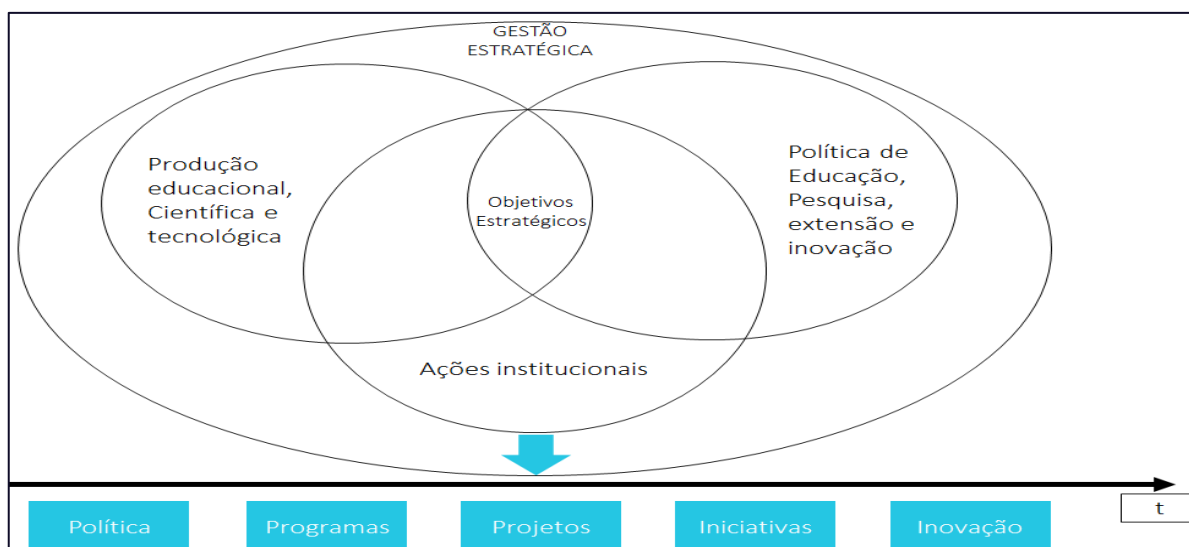 GESTÃO
ESTRATÉGICA
Produção
educacional,
Científica e
tecnológica
Objetivos
Estratégicos
Política de
Educação,
Pesquisa,
extensão e
inovação
Ações institucionais
t
Política
Programas
Projetos
Iniciativas
Inovação